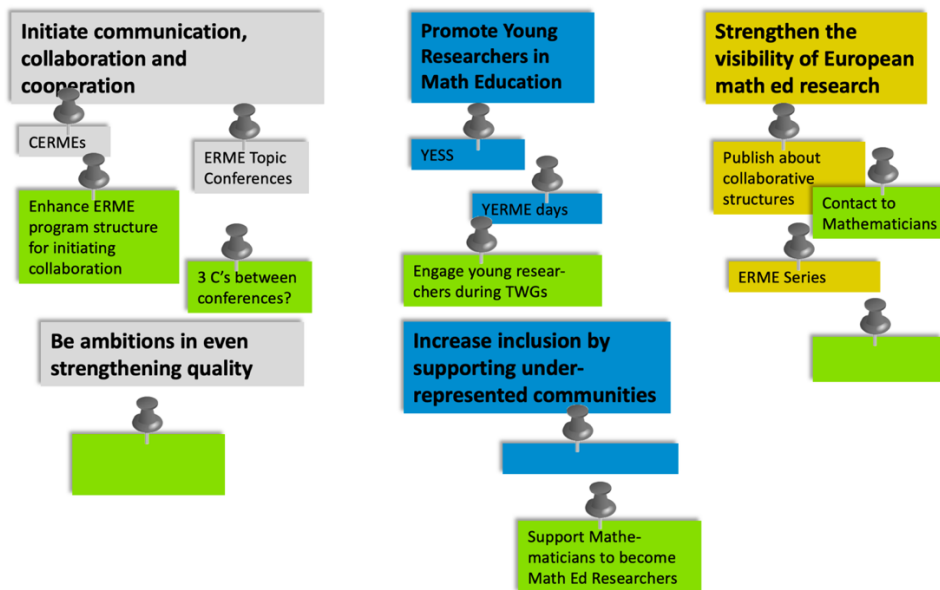 Initiate communication,
collaboration and
cooperation
CERMEs
ERME Topic
Conferences
Enhance ERME
program structure
for initiating
collaboration
3 C's between
conferences?
Be ambitions in even
strengthening quality
Promote Young
Researchers in
Math Education
YESS
YERME days
Engage young resear-
chers during TWGs
Increase inclusion by
supporting under-
represented communities
Support Mathe-
maticians to become
Math Ed Researchers
Strengthen the
visibility of European
math ed research
Publish about
collaborative
structures
Contact to
Mathematicians
ERME Series